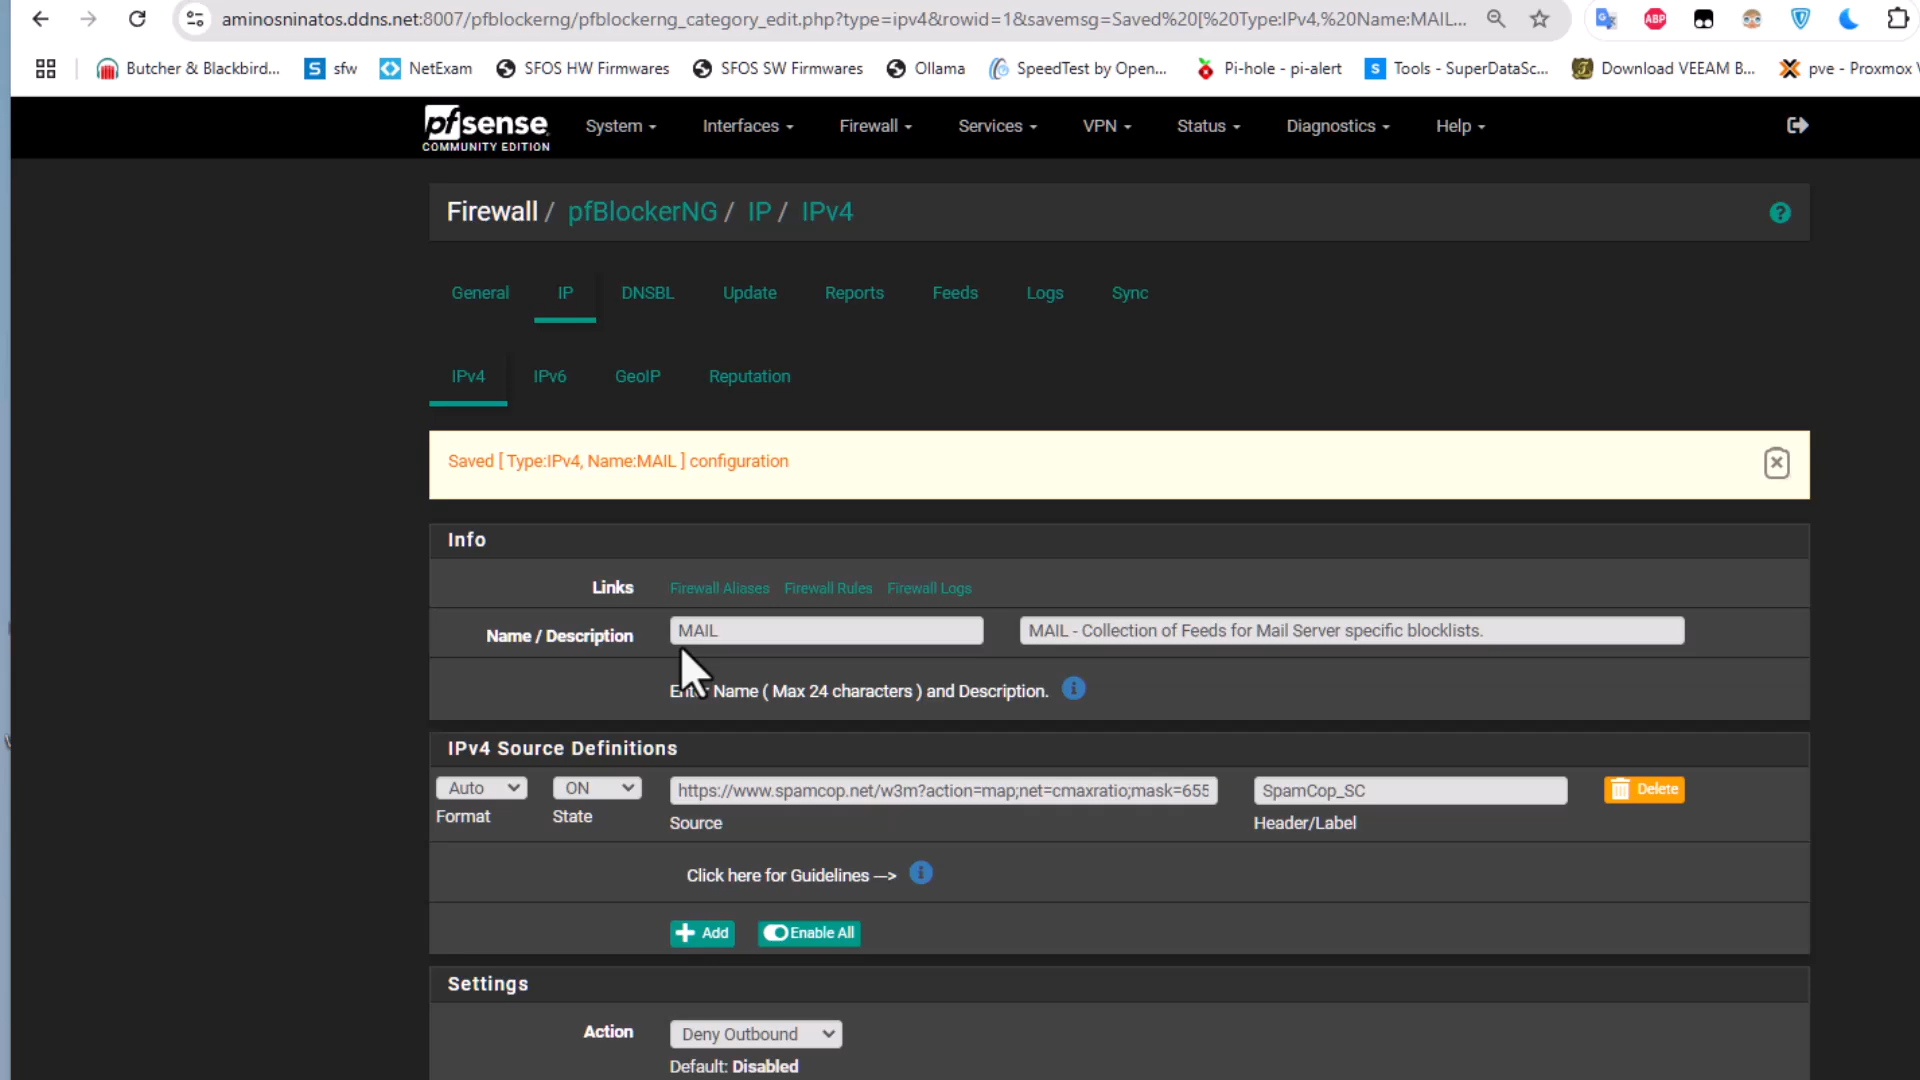 aminosninatos.ddns.net:8007/pfblockerng/pfblockerng_category_edit.php?type=ipv4&rowid=1&savemsg=Saved%20[%20Type:IPv4,%20Name:MAIL...
ABP
Butcher & Blackbird... S sfw NetExam SFOS HW Firmwares SFOS SW Firmwares Ollama SpeedTest by Open... Pi-hole - pi-alert S Tools - SuperDataSc... Download VEEAM B... pve - Proxmox
pfsense System Interfaces Firewall Services VPN Status Diagnostics Help
COMMUNITY EDITION
Firewall / pfBlockerNG / IP / IPv4
General IP DNSBL Update Reports Feeds Logs Sync
IPv4 IPv6 GeoIP Reputation
Saved [ Type:IPv4, Name:MAIL ] configuration
Info
Links Firewall Aliases Firewall Rules Firewall Logs
Name / Description MAIL MAIL - Collection of Feeds for Mail Server specific blocklists.
Name ( Max 24 characters ) and Description.
IPv4 Source Definitions
Auto ON https://www.spamcop.net/w3m?action=map;net=cmaxratio;mask=655 SpamCop_SC Delete
Format State Source Header/Label
Click here for Guidelines --->
Add Enable All
Settings
Action Deny Outbound
Default: Disabled